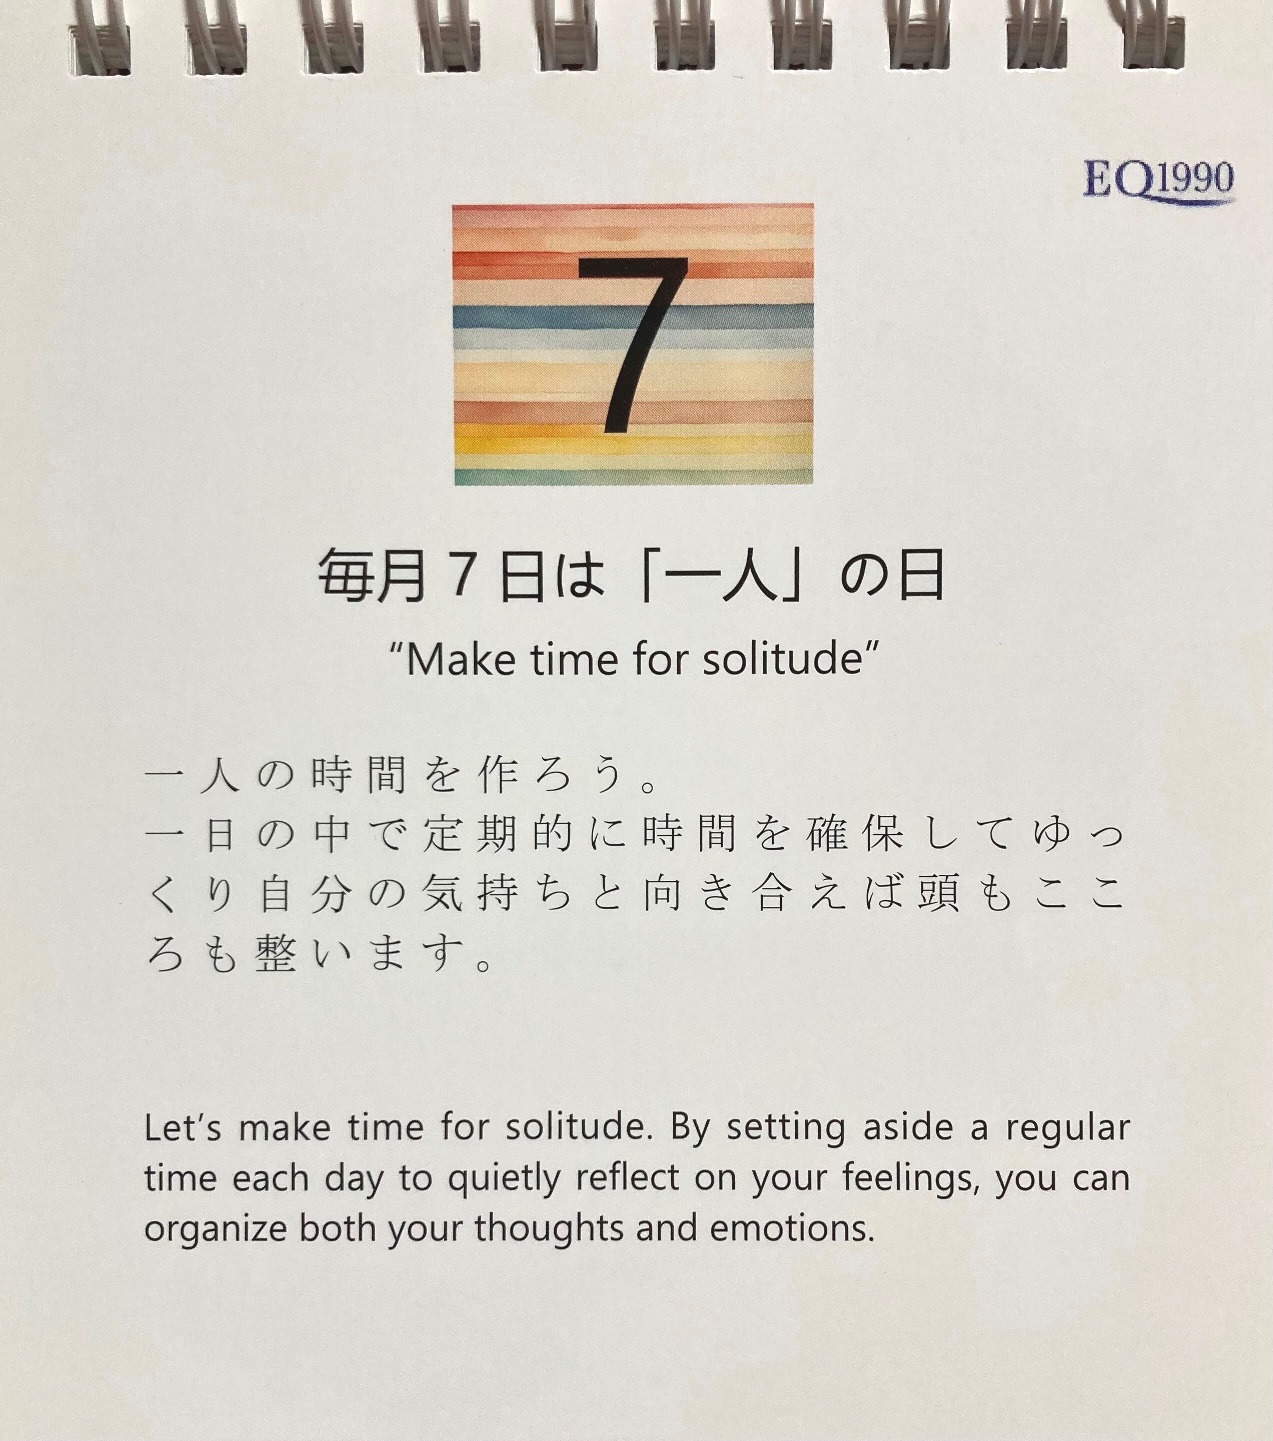 EQ1990
7
毎月7日は「一人」の日
“Make time for solitude”
一人の時間を作ろう。
一日の中で定期的に時間を確保してゆっ
くり自分の気持ちと向き合えば頭もここ
ろも整います。
Let’s make time for solitude. By setting aside a regular
time each day to quietly reflect on your feelings, you can
organize both your thoughts and emotions.